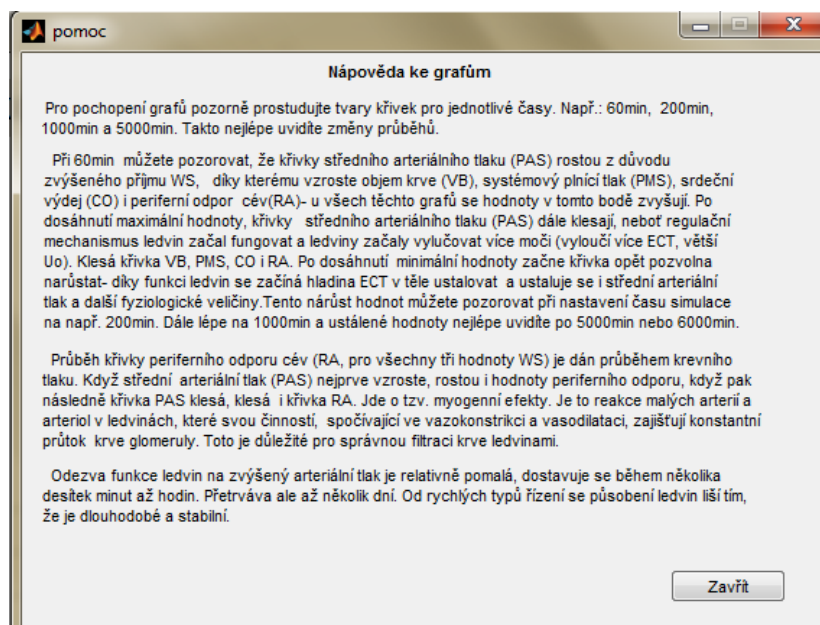 pomoc
Nápověda ke grafům
Pro pochopení grafů pozorně prostudujte tvary křivek pro jednotlivé časy. Např.: 60min, 200min,
1000min a 5000min. Takto nejlépe uvidíte změny průběhů.
Při 60min můžete pozorovat, že křivky středního arteriálního tlaku (PAS) rostou z důvodu
zvýšeného příjmu WS, díky kterému vzroste objem krve (VB), systémový plnící tlak (PMS), srdeční
výdej (CO) i periferní odpor cév(RA)- u všech těchto grafů se hodnoty v tomto bodě zvyšují. Po
dosáhnutí maximální hodnoty, křivky středního arteriálního tlaku (PAS) dále klesají, neboť regulační
mechanismus ledvin začal fungovat a ledviny začaly vylučovat více moči (vyloučí více ECT, větší
Uo). Klesá křivka VB, PMS, CO i RA. Po dosáhnutí minimální hodnoty začne křivka opět pozvolna
narůstat- díky funkci ledvin se začíná hladina ECT v těle ustalovat a ustaluje se i střední arteriální
tlak a další fyziologické veličiny.Tento nárůst hodnot můžete pozorovat při nastavení času simulace
na např. 200min. Dále lépe na 1000min a ustálené hodnoty nejlépe uvidíte po 5000min nebo 6000min.
Průběh křivky periferního odporu cév (RA, pro všechny tři hodnoty WS) je dán průběhem krevního
tlaku. Když střední arteriální tlak (PAS) nejprve vzroste, rostou i hodnoty periferního odporu, když pak
následně křivka PAS klesá, klesá i křivka RA. Jde o tzv. myogenní efekty. Je to reakce malých arterií a
arteriol v ledvinách, které svou činností, spočívající ve vazokonstrikci a vasodilataci, zajišťují konstantní
průtok krve glomeruly. Toto je důležité pro správnou filtraci krve ledvinami.
Odezva funkce ledvin na zvýšený arteriální tlak je relativně pomalá, dostavuje se během několika
desítek minut až hodin. Přetrváva ale až několik dní. Od rychlých typů řízení se působení ledvin liší tím,
že je dlouhodobé a stabilní.
Zavřít